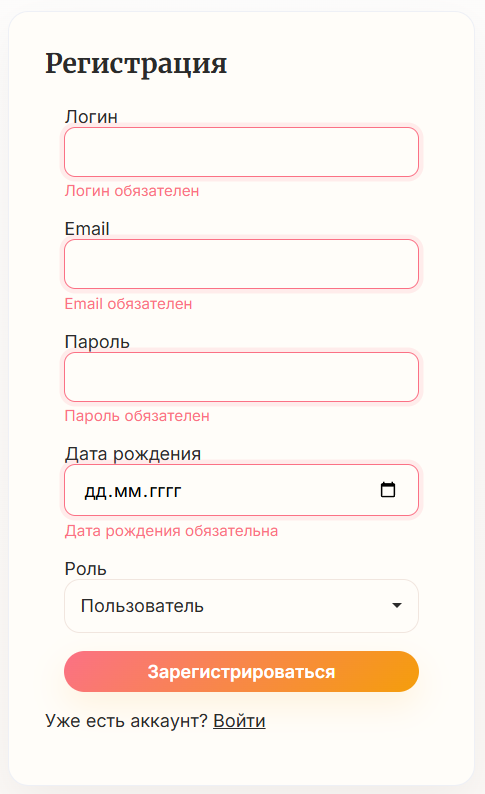 Регистрация
Логин
Логин обязателен
Email
Email обязателен
Пароль
Пароль обязателен
Дата рождения
дд.мм.гггг
Дата рождения обязательна
Роль
Пользователь
Зарегистрироваться
Уже есть аккаунт? Войти